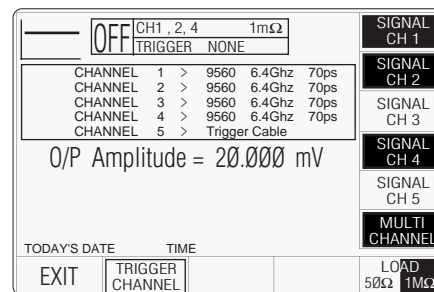 OFF
CH1 , 2, 4 1mΩ
TRIGGER NONE
CHANNEL 1 > 9560 6.4Ghz 70ps
CHANNEL 2 > 9560 6.4Ghz 70ps
CHANNEL 3 > 9560 6.4Ghz 70ps
CHANNEL 4 > 9560 6.4Ghz 70ps
CHANNEL 5 > Trigger Cable
O/P Amplitude = 2Ø.ØØØ mV
TODAY'S DATE TIME
EXIT
TRIGGER
CHANNEL
SIGNAL
CH 1
SIGNAL
CH 2
SIGNAL
CH 3
SIGNAL
CH 4
SIGNAL
CH 5
MULTI
CHANNEL
LOAD
5ØΩ 1MΩ